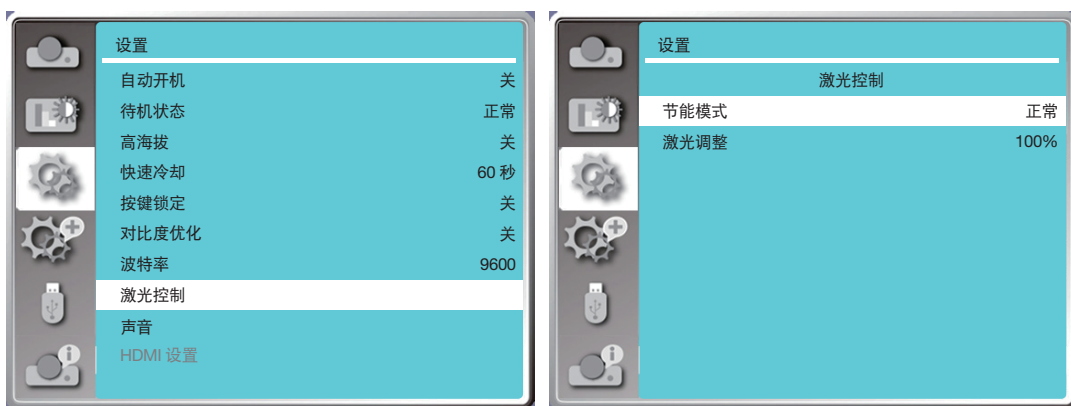 设置
自动开机 关
待机状态 正常
高海拔 关
快速冷却 60 秒
按键锁定 关
对比度优化 关
波特率 9600
激光控制
声音
HDMI 设置
设置
激光控制
节能模式 正常
激光调整 100%